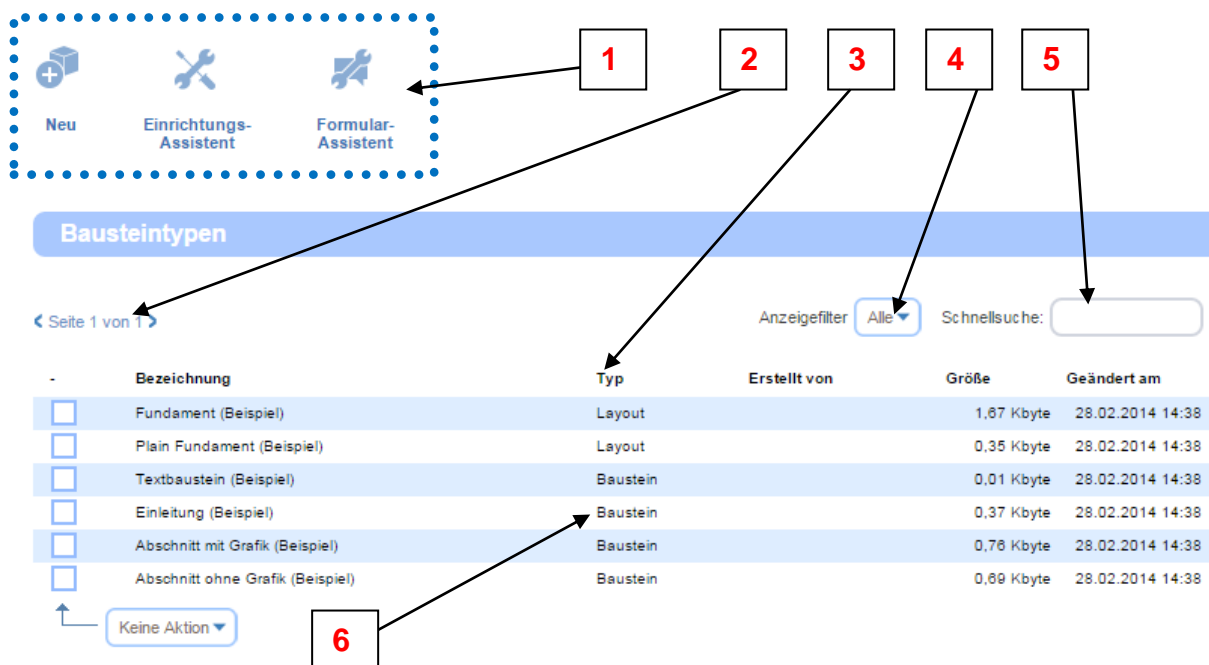 1 2 3 4 5
Neu Einrichtungs- Formular-
Assistent Assistent
Bausteintypen
Seite 1 von 1 Anzeigefilter Alle Schnellsuche:
- Bezeichnung Typ Erstellt von Größe Geändert am
Fundament (Beispiel) Layout 1,67 Kbyte 28.02.2014 14:38
Plain Fundament (Beispiel) Layout 0,35 Kbyte 28.02.2014 14:38
Textbaustein (Beispiel) Baustein 0,01 Kbyte 28.02.2014 14:38
Einleitung (Beispiel) Baustein 0,37 Kbyte 28.02.2014 14:38
Abschnitt mit Grafik (Beispiel) Baustein 0,76 Kbyte 28.02.2014 14:38
Abschnitt ohne Grafik (Beispiel) Baustein 0,69 Kbyte 28.02.2014 14:38
Keine Aktion
6